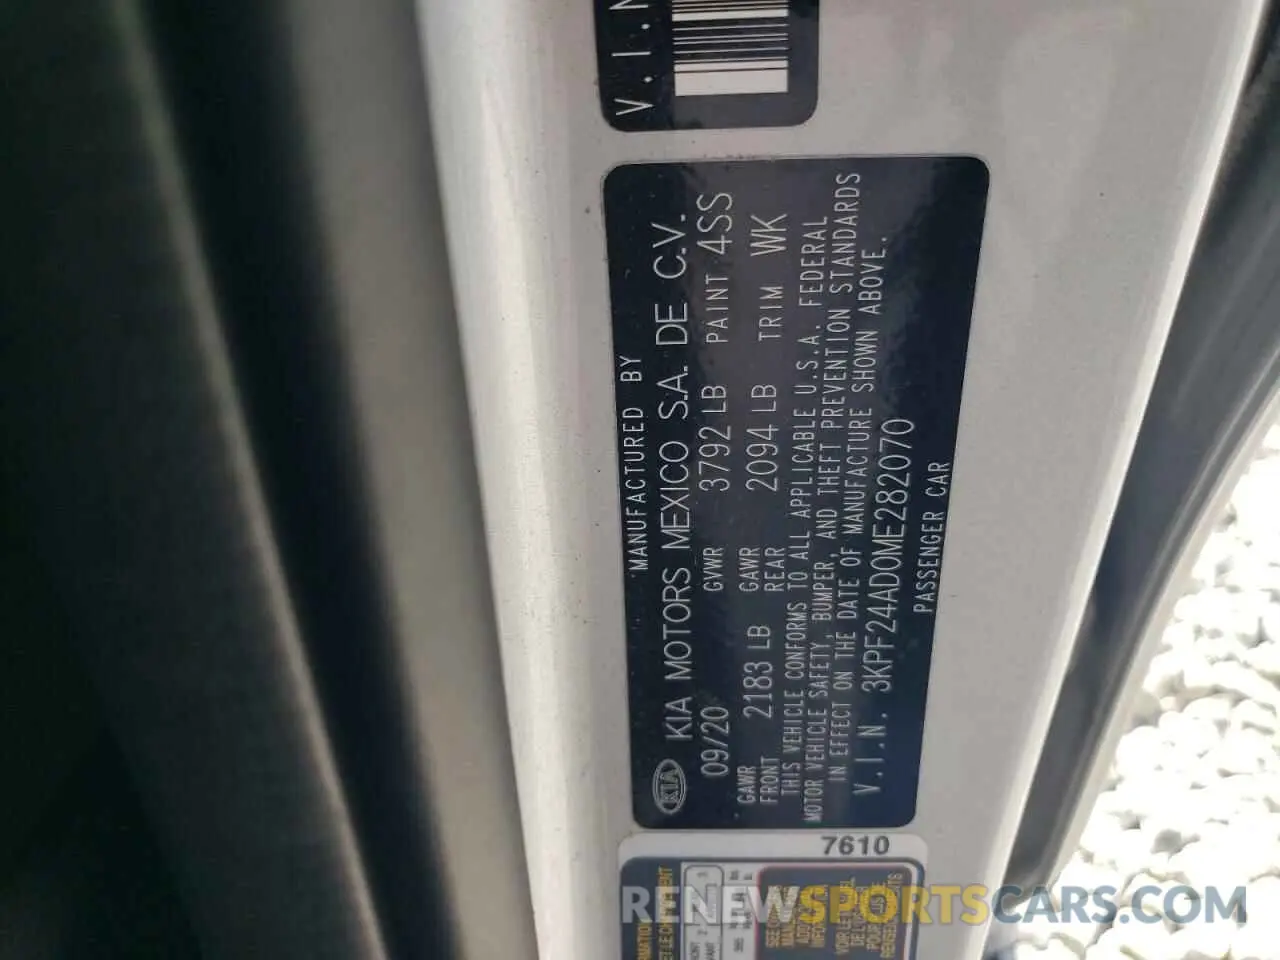 V.I.N
MANUFACTURED BY
KIA KIA MOTORS MEXICO S.A. DE C.V.
09/20 GVWR 3792 LB PAINT 4SS
GAWR FRONT 2183 LB GAWR REAR 2094 LB TRIM WK
THIS VEHICLE CONFORMS TO ALL APPLICABLE U.S.A. FEDERAL
MOTOR VEHICLE SAFETY, BUMPER, AND THEFT PREVENTION STANDARDS
IN EFFECT ON THE DATE OF MANUFACTURE SHOWN ABOVE.
V.I.N. 3KPF24AD0ME282070
PASSENGER CAR
7610
RENEWSPORTSCARS.COM